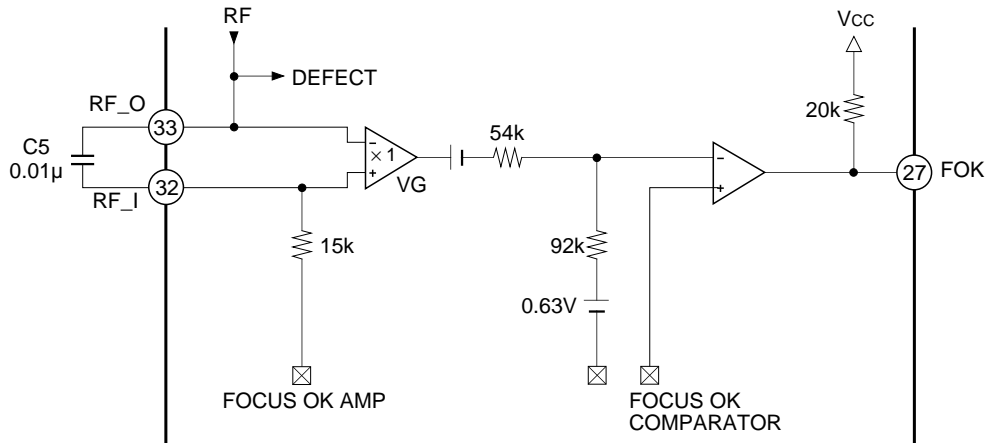 RF
VCC
DEFECT
RF_O
33
C5
0.01µ
32
RF_I
−
× 1
+
VG
54k
20k
−
+
27
FOK
15k
92k
0.63V
FOCUS OK AMP
FOCUS OK
COMPARATOR